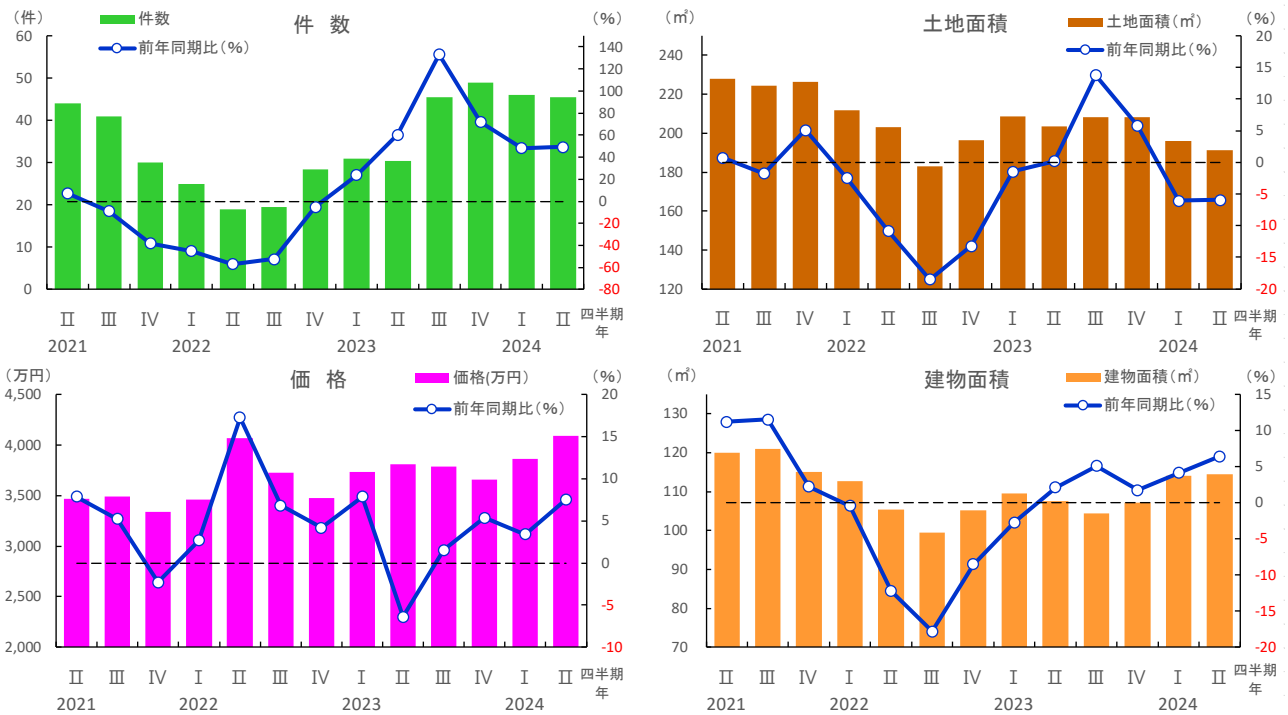 件 数
（件）
（%）
件数
前年同期比（%）
60
50
40
30
20
10
0
140
120
100
80
60
40
20
0
-20
-40
-60
-80
Ⅱ Ⅲ Ⅳ Ⅰ Ⅱ Ⅲ Ⅳ Ⅰ Ⅱ Ⅲ Ⅳ Ⅰ Ⅱ 四半期
年
2021 2022 2023 2024
土地面積
（㎡）
（%）
土地面積（㎡）
前年同期比（%）
240
220
200
180
160
140
120
20
15
10
5
0
-5
-10
-15
-20
Ⅱ Ⅲ Ⅳ Ⅰ Ⅱ Ⅲ Ⅳ Ⅰ Ⅱ Ⅲ Ⅳ Ⅰ Ⅱ 四半期
年
2021 2022 2023 2024
価 格
（万円）
（%）
価格(万円)
前年同期比（%）
4,500
4,000
3,500
3,000
2,500
2,000
20
15
10
5
0
-5
-10
Ⅱ Ⅲ Ⅳ Ⅰ Ⅱ Ⅲ Ⅳ Ⅰ Ⅱ Ⅲ Ⅳ Ⅰ Ⅱ 四半期
年
2021 2022 2023 2024
建物面積
（㎡）
（%）
建物面積（㎡）
前年同期比（%）
130
120
110
100
90
80
70
15
10
5
0
-5
-10
-15
-20
Ⅱ Ⅲ Ⅳ Ⅰ Ⅱ Ⅲ Ⅳ Ⅰ Ⅱ Ⅲ Ⅳ Ⅰ Ⅱ 四半期
年
2021 2022 2023 2024